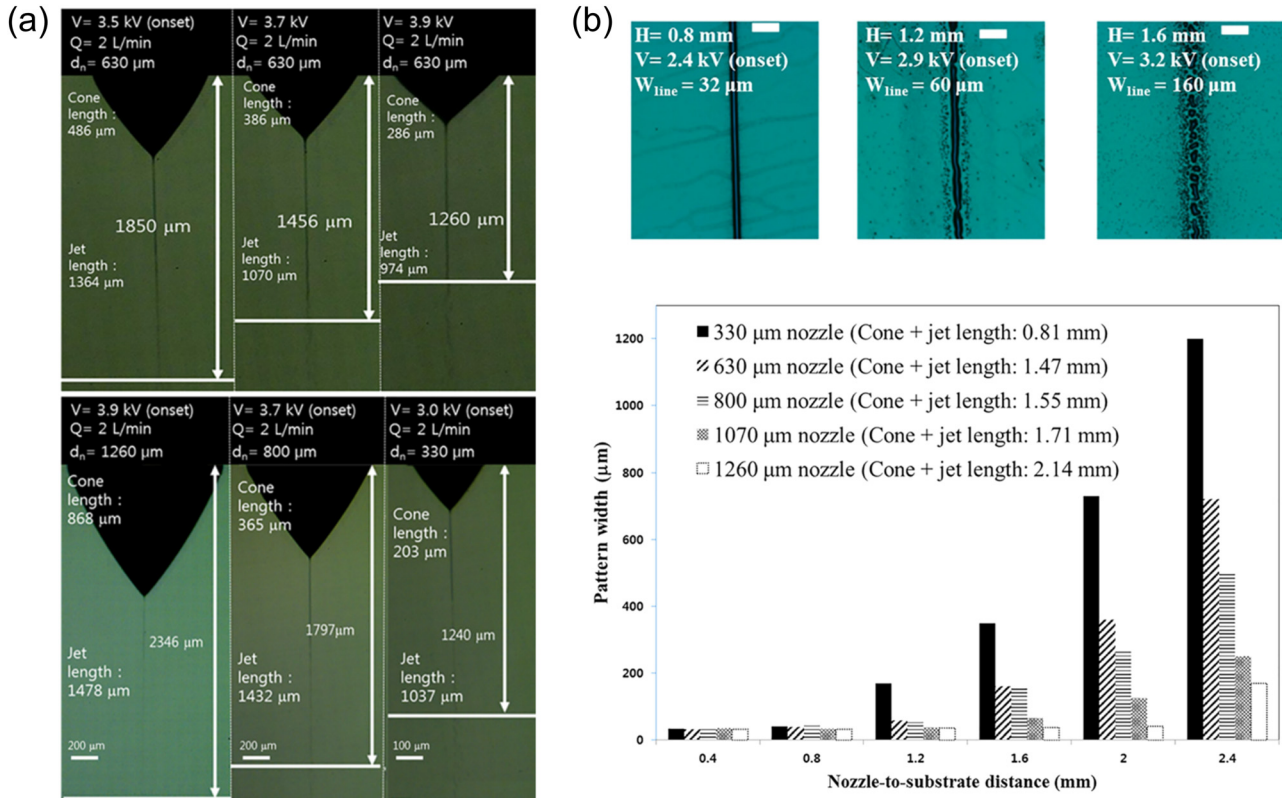 (a)
V= 3.5 kV (onset)
Q= 2 L/min
dn= 630 μm
Cone
length :
486 μm
1850 μm
Jet
length :
1364 μm
V= 3.7 kV
Q= 2 L/min
dn= 630 μm
Cone
length :
386 μm
1456 μm
Jet
length :
1070 μm
V= 3.9 kV
Q= 2 L/min
dn= 630 μm
Cone
length :
286 μm
1260 μm
Jet
length :
974 μm
V= 3.9 kV (onset)
Q= 2 L/min
dn= 1260 μm
Cone
length :
868 μm
2346 μm
Jet
length :
1478 μm
200 μm
V= 3.7 kV (onset)
Q= 2 L/min
dn= 800 μm
Cone
length :
365 μm
1797μm
Jet
length :
1432 μm
200 μm
V= 3.0 kV (onset)
Q= 2 L/min
dn= 330 μm
Cone
length :
203 μm
1240 μm
Jet
length :
1037 μm
100 μm
(b)
H= 0.8 mm
V= 2.4 kV (onset)
Wline = 32 μm
H= 1.2 mm
V= 2.9 kV (onset)
Wline = 60 μm
H= 1.6 mm
V= 3.2 kV (onset)
Wline = 160 μm
330 μm nozzle (Cone + jet length: 0.81 mm)
630 μm nozzle (Cone + jet length: 1.47 mm)
800 μm nozzle (Cone + jet length: 1.55 mm)
1070 μm nozzle (Cone + jet length: 1.71 mm)
1260 μm nozzle (Cone + jet length: 2.14 mm)
Pattern width (μm)
1200
1000
800
600
400
200
0
0.4 0.8 1.2 1.6 2 2.4
Nozzle-to-substrate distance (mm)